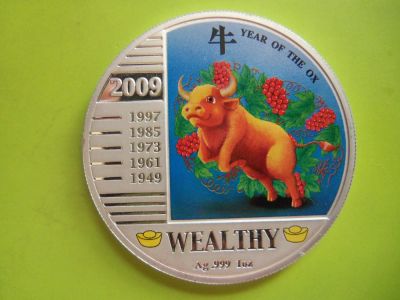 牛 YEAR OF THE OX
2009
1997
1985
1973
1961
1949
WEALTHY
Ag .999 1oz